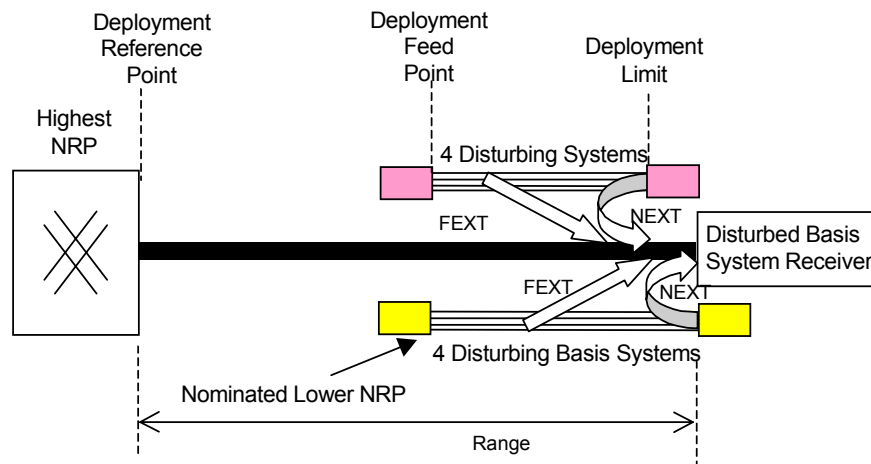 Deployment
Reference
Point
Deployment
Feed
Point
Deployment
Limit
Highest
NRP
4 Disturbing Systems
FEXT
NEXT
Disturbed Basis
System Receiver
FEXT
NEXT
4 Disturbing Basis Systems
Nominated Lower NRP
Range